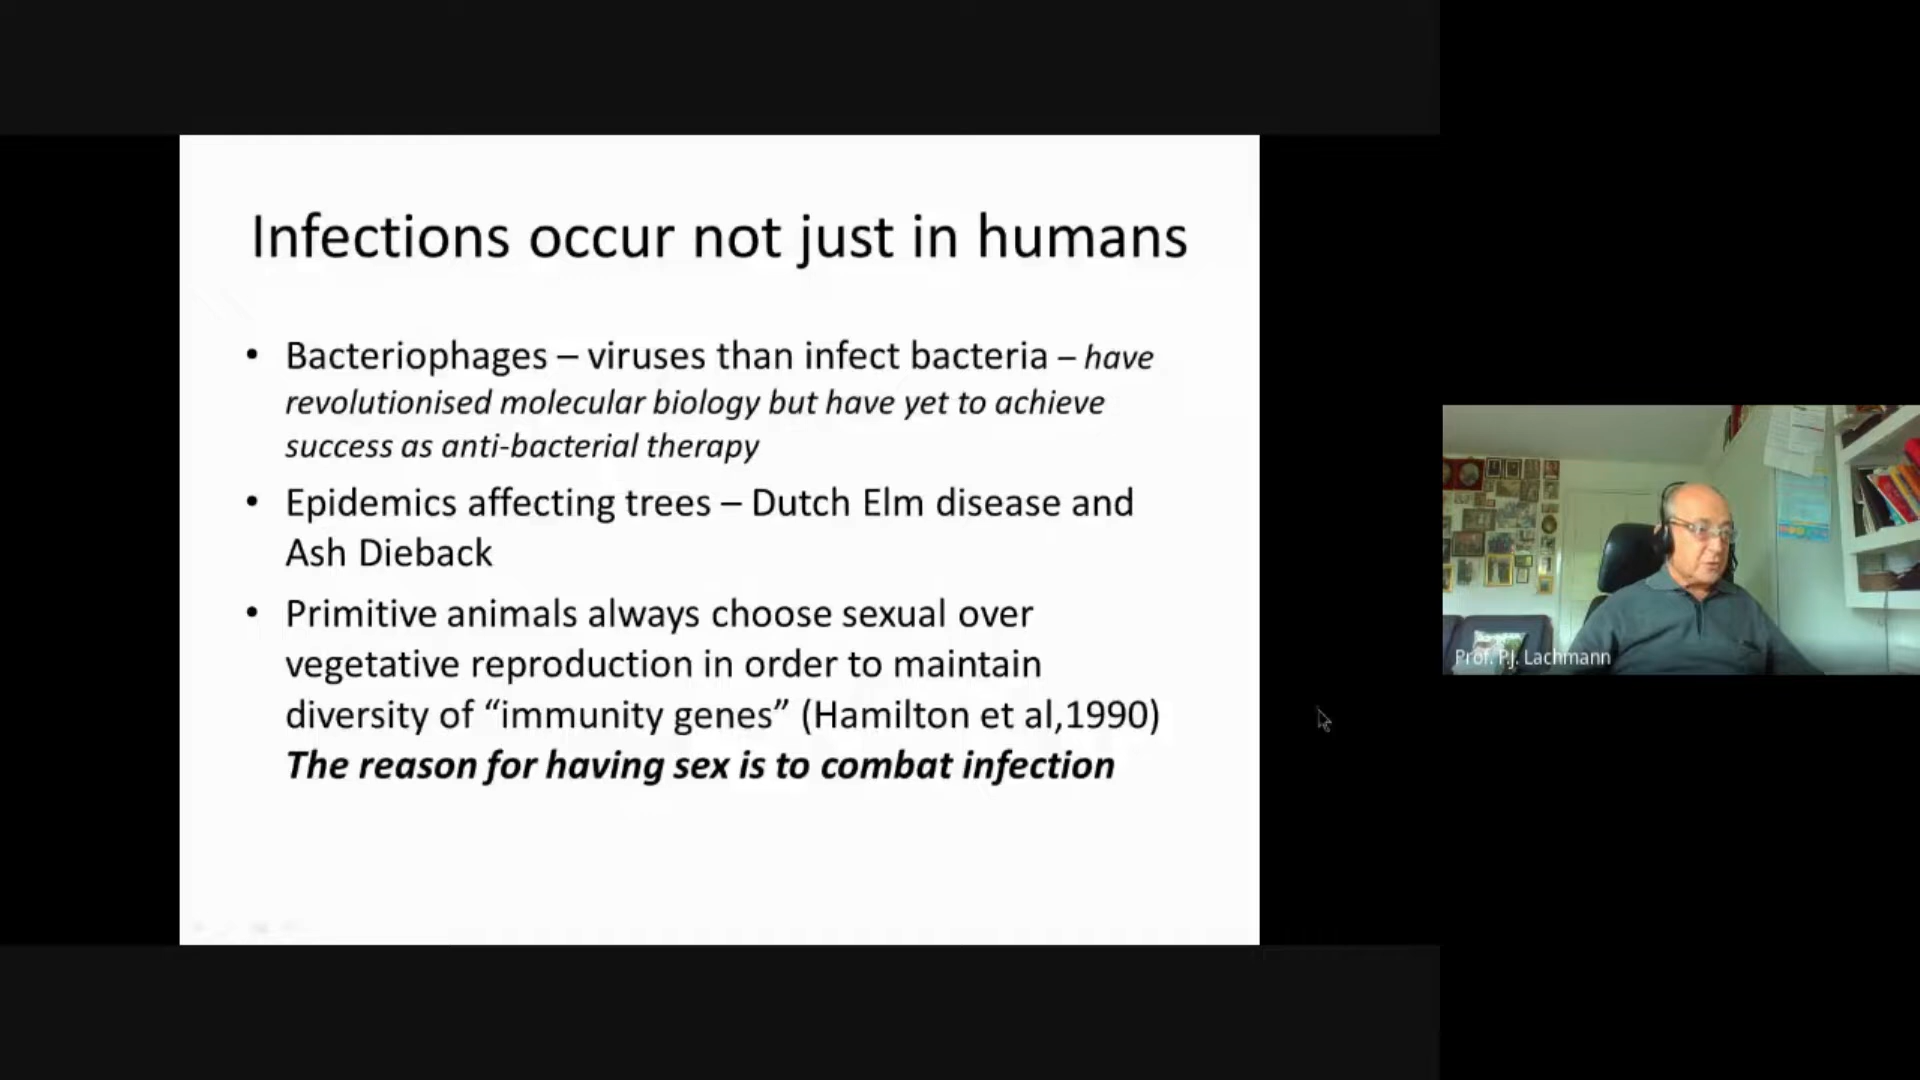 Infections occur not just in humans
• Bacteriophages – viruses than infect bacteria – have
revolutionised molecular biology but have yet to achieve
success as anti-bacterial therapy
• Epidemics affecting trees – Dutch Elm disease and
Ash Dieback
• Primitive animals always choose sexual over
vegetative reproduction in order to maintain
diversity of “immunity genes” (Hamilton et al,1990)
The reason for having sex is to combat infection
Prof. P.J. Lachmann